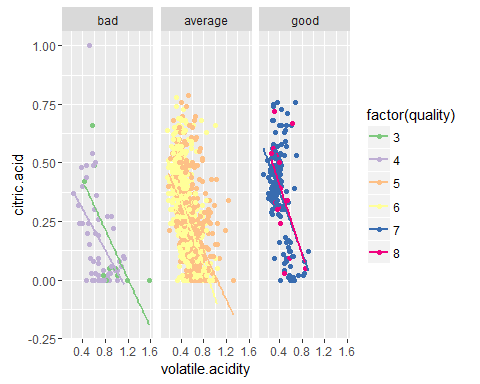 bad average good
citric.acid
1.00
0.75
0.50
0.25
0.00
-0.25
0.4 0.8 1.2 1.6 0.4 0.8 1.2 1.6 0.4 0.8 1.2 1.6
volatile.acidity
factor(quality)
3
4
5
6
7
8